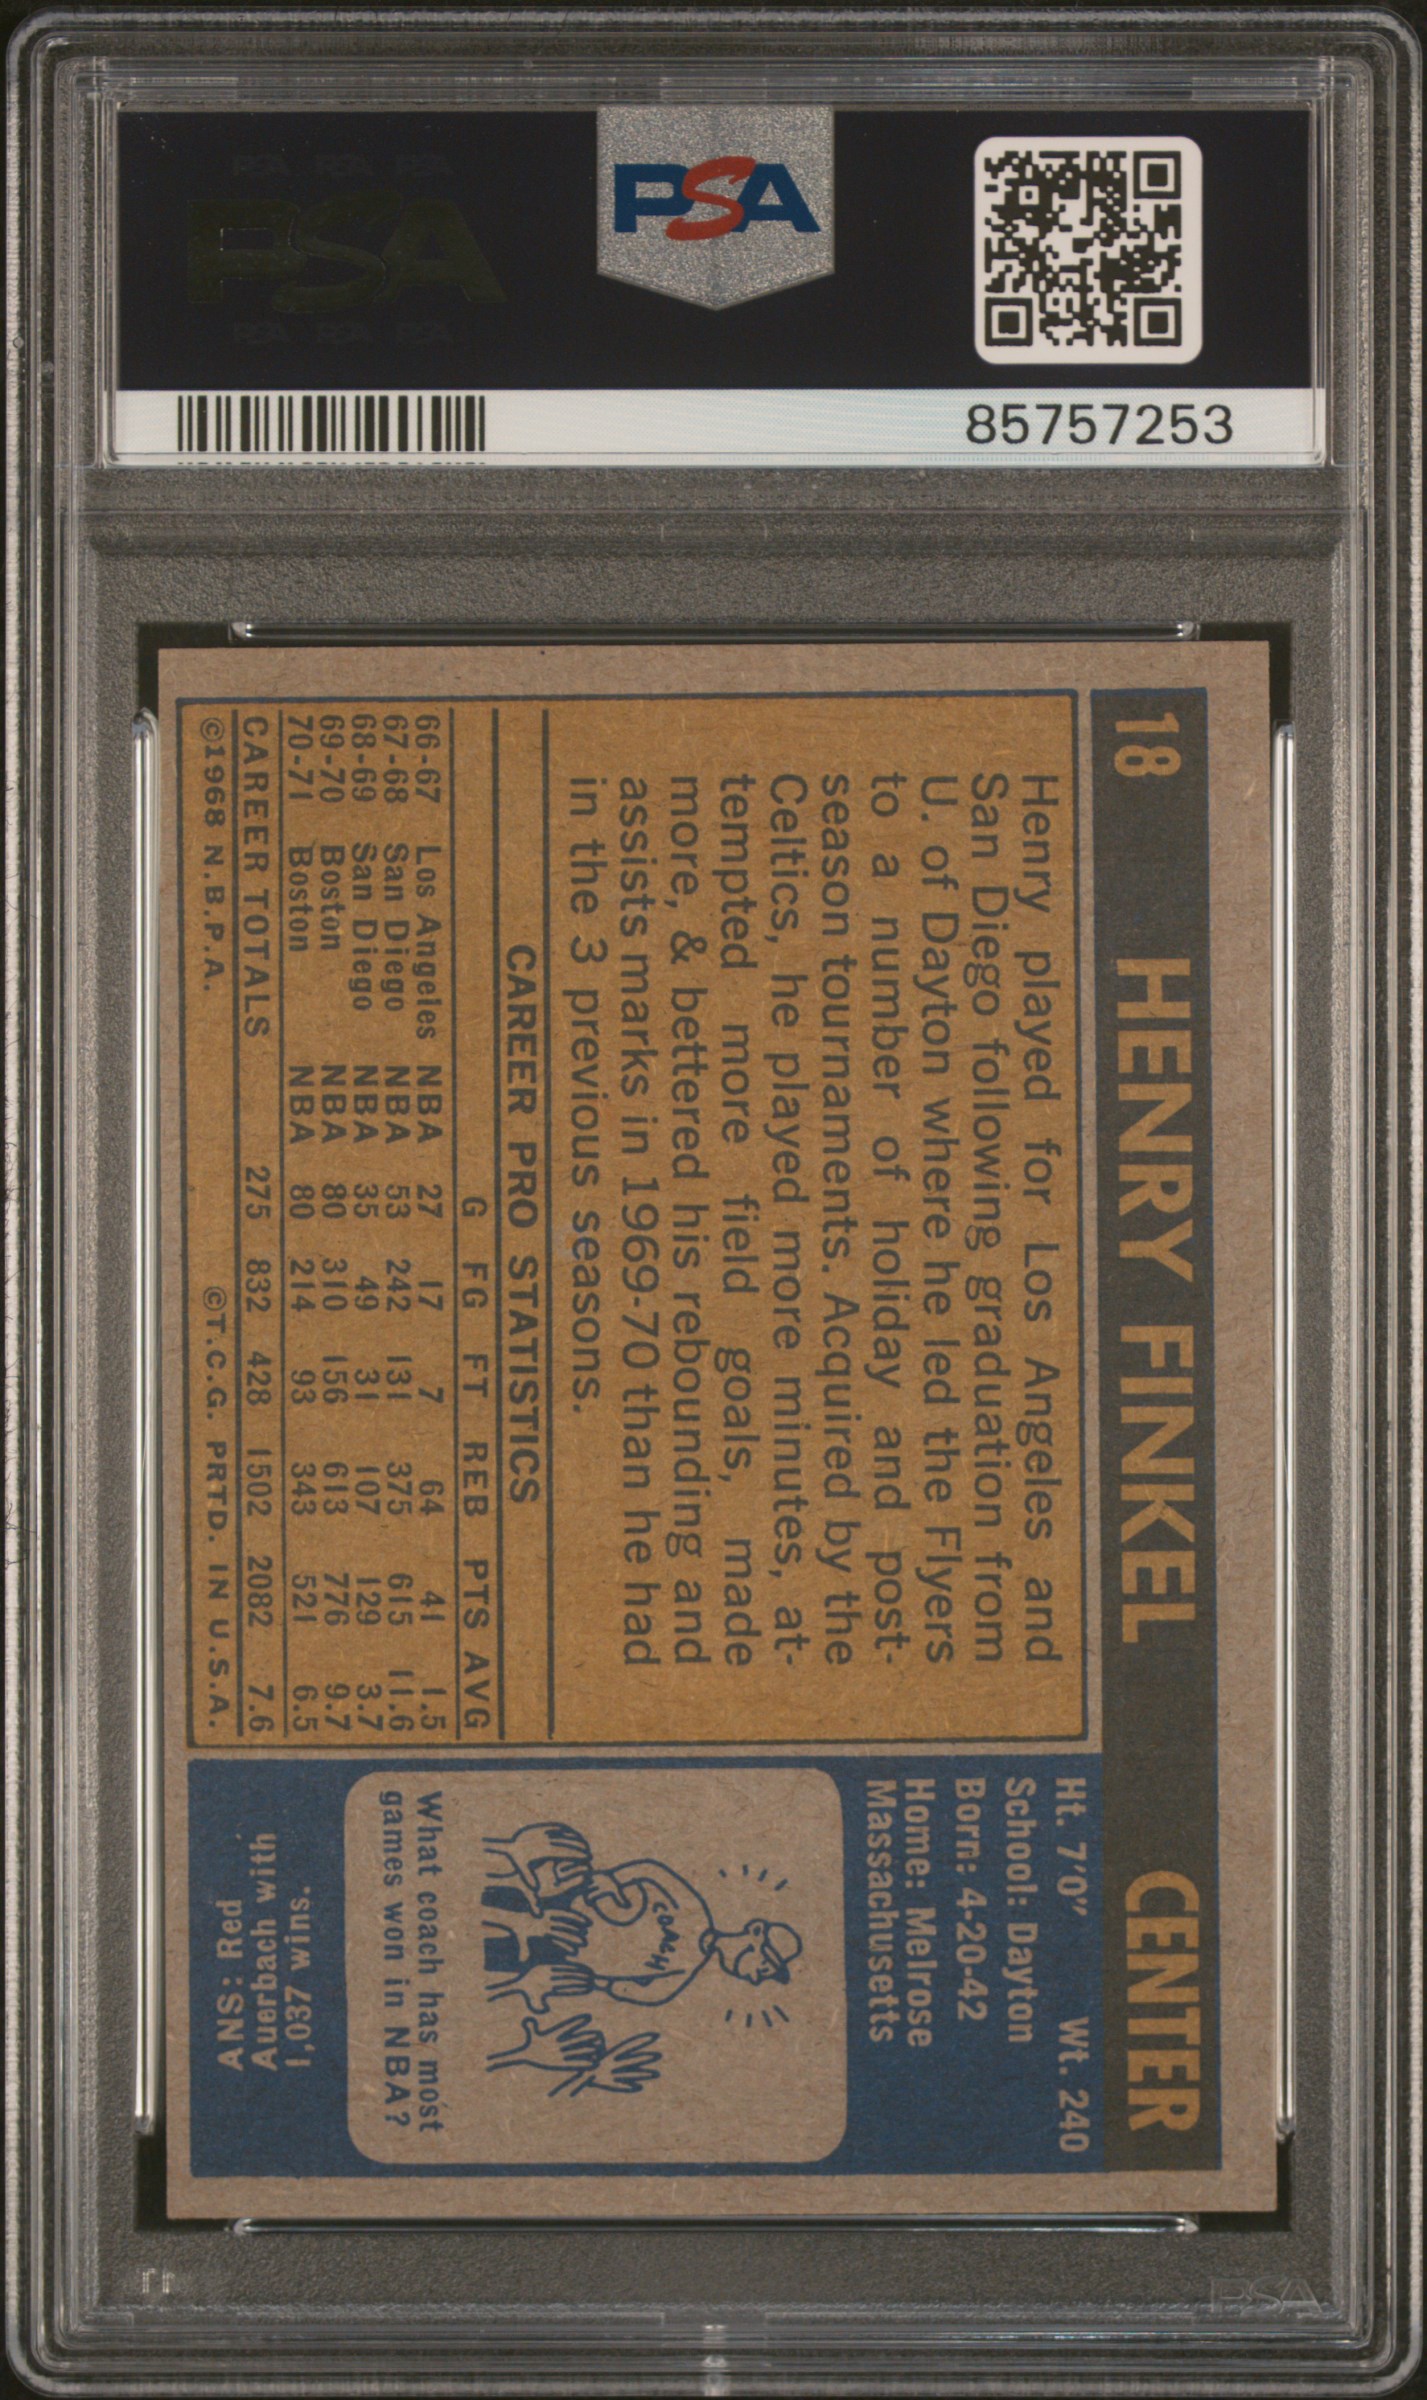 PSA PSA PSA
PSA
PSA PSA PSA
PSA
85757253
18 HENRY FINKEL CENTER
Henry played for Los Angeles and
San Diego following graduation from
U. of Dayton where he led the Flyers
to a number of holiday and post-
season tournaments. Acquired by the
Celtics, he played more minutes, at-
tempted more field goals, made
more, & bettered his rebounding and
assists marks in 1969-70 than he had
in the 3 previous seasons.
CAREER PRO STATISTICS
G FG FT REB PTS AVG
66-67 Los Angeles NBA 27 17 7 64 41 1.5
67-68 San Diego NBA 53 242 131 375 615 11.6
68-69 San Diego NBA 35 49 31 107 129 3.7
69-70 Boston NBA 80 310 156 613 776 9.7
70-71 Boston NBA 80 214 93 343 521 6.5
CAREER TOTALS 275 832 428 1502 2082 7.6
©1968 N.B.P.A. ©T.C.G. PRTD. IN U.S.A.
Ht. 7'0" Wt. 240
School: Dayton
Born: 4-20-42
Home: Melrose
Massachusetts
COACH
What coach has most
games won in NBA?
ANS: Red
Auerbach with
1,037 wins.
PSA